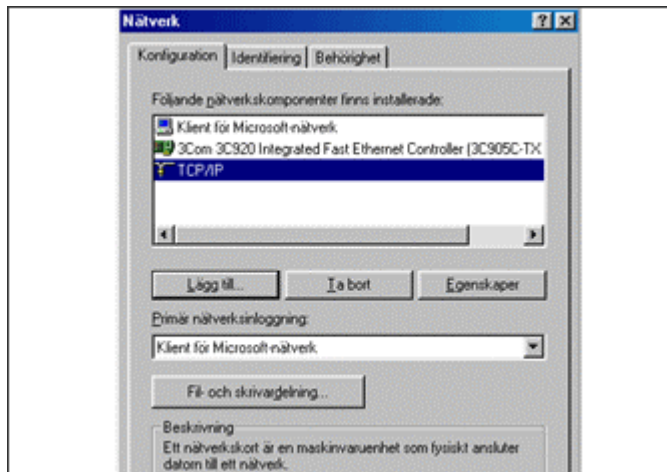 Nätverk
Konfiguration Identifiering Behörighet
Följande nätverkskomponenter finns installerade:
Klient för Microsoft-nätverk
3Com 3C920 Integrated Fast Ethernet Controller (3C905C-TX
TCP/IP
Lägg till... Ta bort Egenskaper
Primär nätverksinloggning:
Klient för Microsoft-nätverk
Fil- och skrivardelning...
Beskrivning
Ett nätverkskort är en maskinvaruenhet som fysiskt ansluter
datorn till ett nätverk.